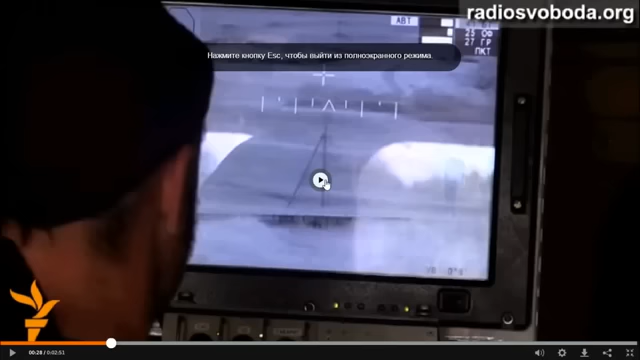 radiosvoboda.org
АВТ
25 ОФ
27 ГР
ПКТ
Нажмите кнопку Esc, чтобы выйти из полноэкранного режима.
00:28 / 0:02:51